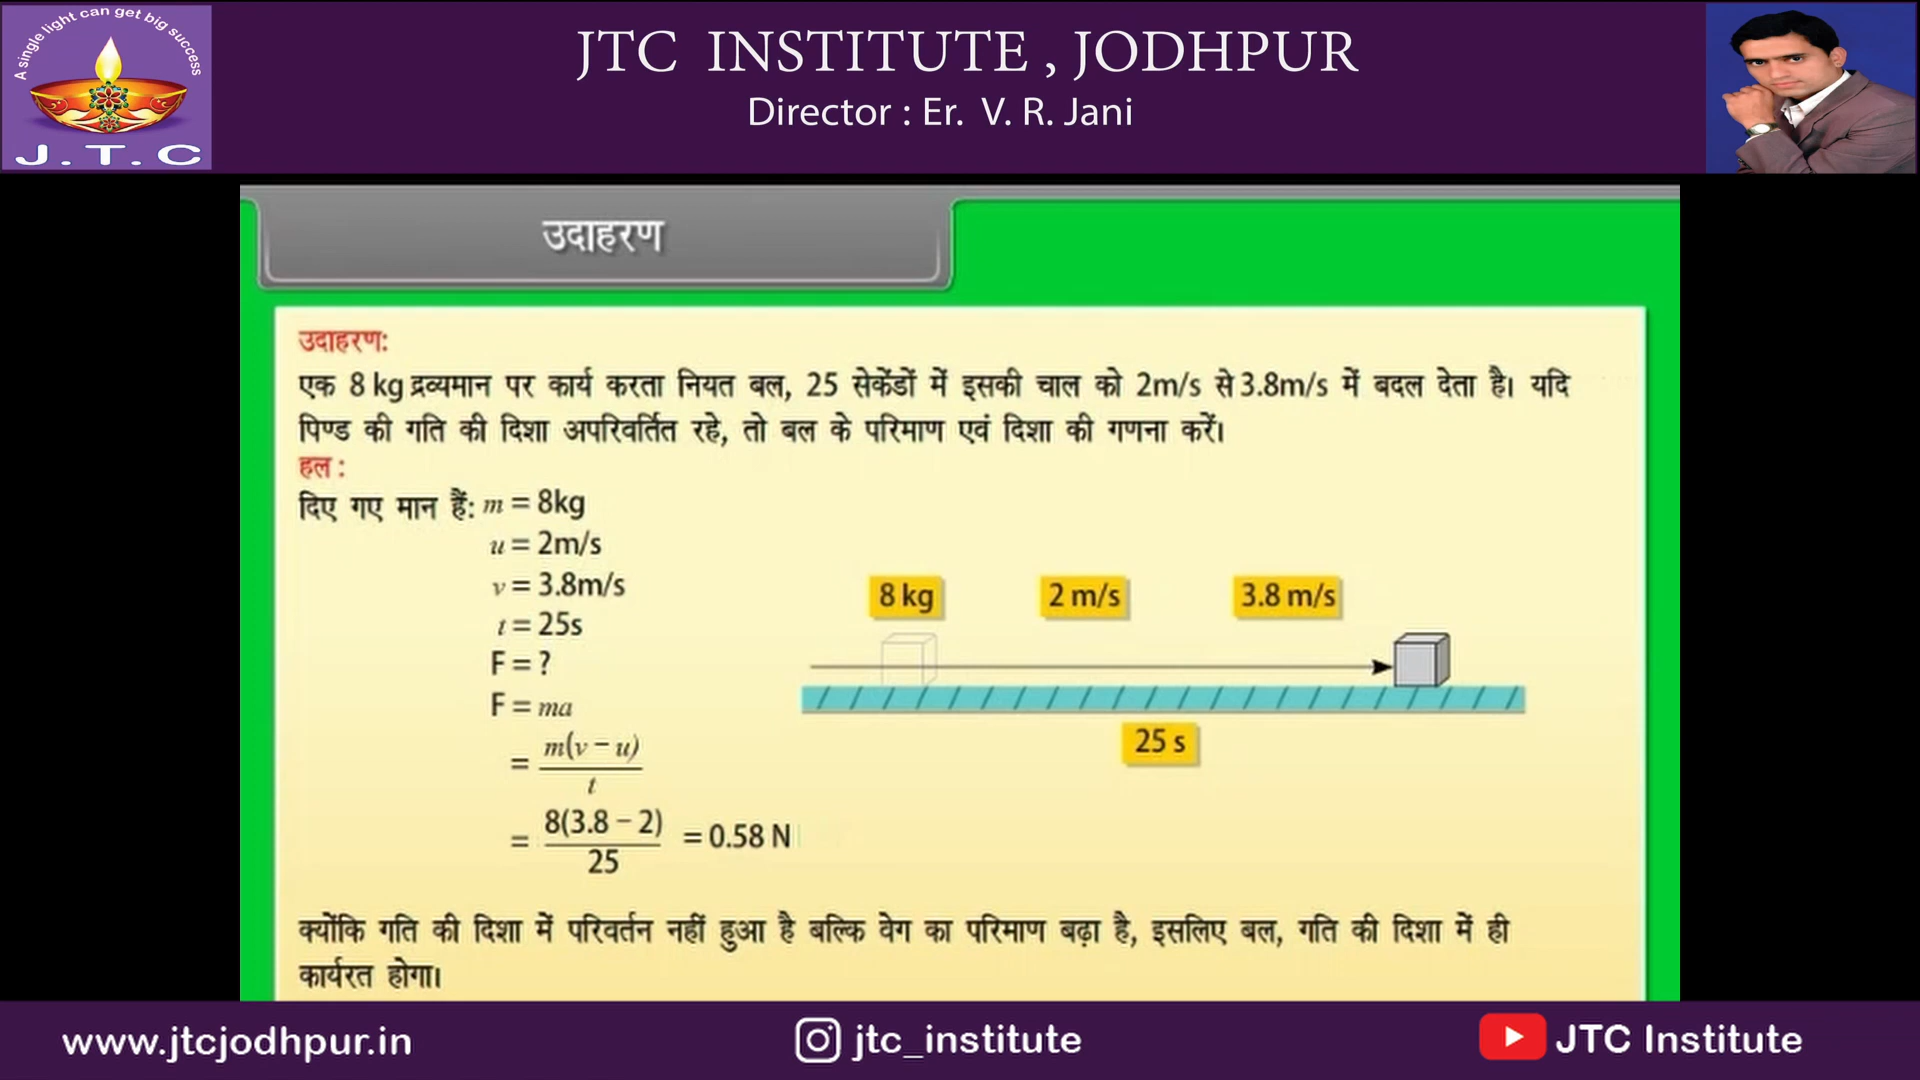 A single light can get big success
J.T.C
JTC INSTITUTE , JODHPUR
Director : Er. V. R. Jani
उदाहरण
उदाहरण:
एक 8 kg द्रव्यमान पर कार्य करता नियत बल, 25 सेकेंडों में इसकी चाल को 2m/s से 3.8m/s में बदल देता है। यदि
पिण्ड की गति की दिशा अपरिवर्तित रहे, तो बल के परिमाण एवं दिशा की गणना करें।
हल :
दिए गए मान हैं: m = 8kg
u = 2m/s
v = 3.8m/s
t = 25s
F = ?
F = ma
= m(v − u)
t
= 8(3.8 − 2) = 0.58 N
25
8 kg 2 m/s 3.8 m/s
25 s
क्योंकि गति की दिशा में परिवर्तन नहीं हुआ है बल्कि वेग का परिमाण बढ़ा है, इसलिए बल, गति की दिशा में ही
कार्यरत होगा।
www.jtcjodhpur.in jtc_institute JTC Institute